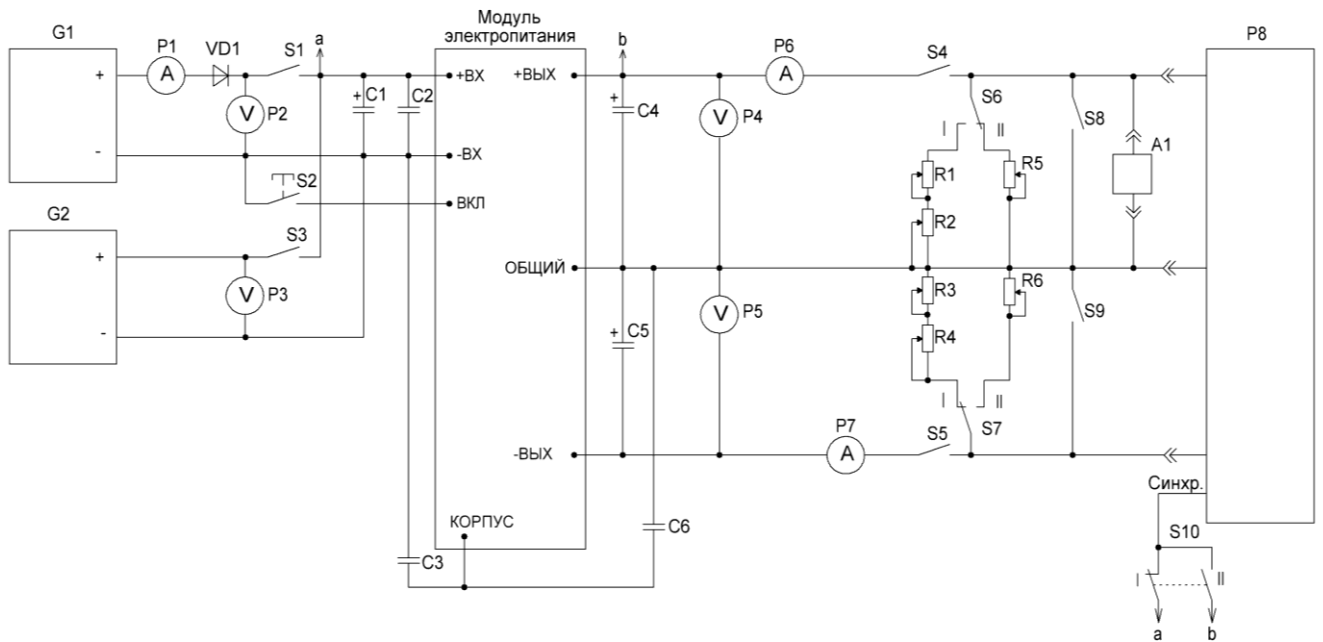 G1
P1
A
VD1
S1
a
Модуль
электропитания
b
P6
A
S4
P8
+
+ВХ
+ВЫХ
V
P2
+
C1
C2
+
C4
V
P4
S6
I
II
S8
A1
-
-ВХ
S2
ВКЛ
R1
R5
R2
G2
+
S3
ОБЩИЙ
V
P3
-
+
C5
V
P5
R3
R6
R4
S9
I
II
S7
P7
A
S5
-ВЫХ
Синхр.
КОРПУС
C6
C3
S10
I
II
a
b